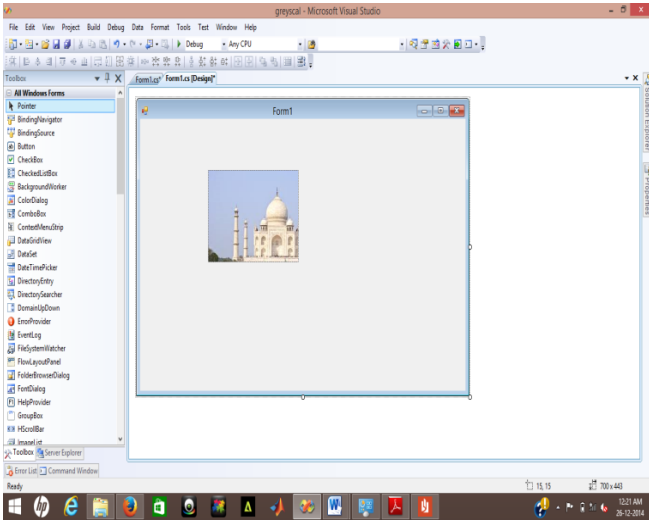 greyscal - Microsoft Visual Studio
File Edit View Project Build Debug Data Format Tools Test Window Help
Debug Any CPU
Toolbox
Form1.cs* Form1.cs [Design]*
All Windows Forms
Pointer
BindingNavigator
BindingSource
Button
CheckBox
CheckedListBox
BackgroundWorker
ColorDialog
ComboBox
ContextMenuStrip
DataGridView
DataSet
DateTimePicker
DirectoryEntry
DirectorySearcher
DomainUpDown
ErrorProvider
EventLog
FileSystemWatcher
FlowLayoutPanel
FolderBrowserDialog
FontDialog
HelpProvider
GroupBox
HScrollBar
ImageList
Form1
Solution Explorer
Properties
Toolbox Server Explorer
Error List Command Window
Ready 15, 15 700 x 443
12:21 AM
26-12-2014